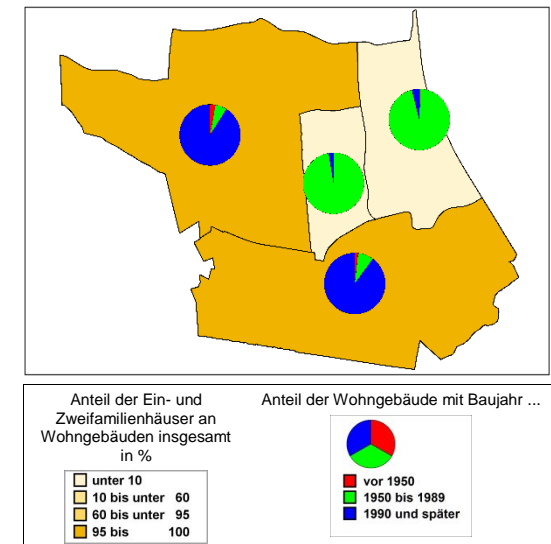 Anteil der Ein- und
Zweifamilienhäuser an
Wohngebäuden insgesamt
in %
unter 10
10 bis unter 60
60 bis unter 95
95 bis 100
Anteil der Wohngebäude mit Baujahr ...
vor 1950
1950 bis 1989
1990 und später